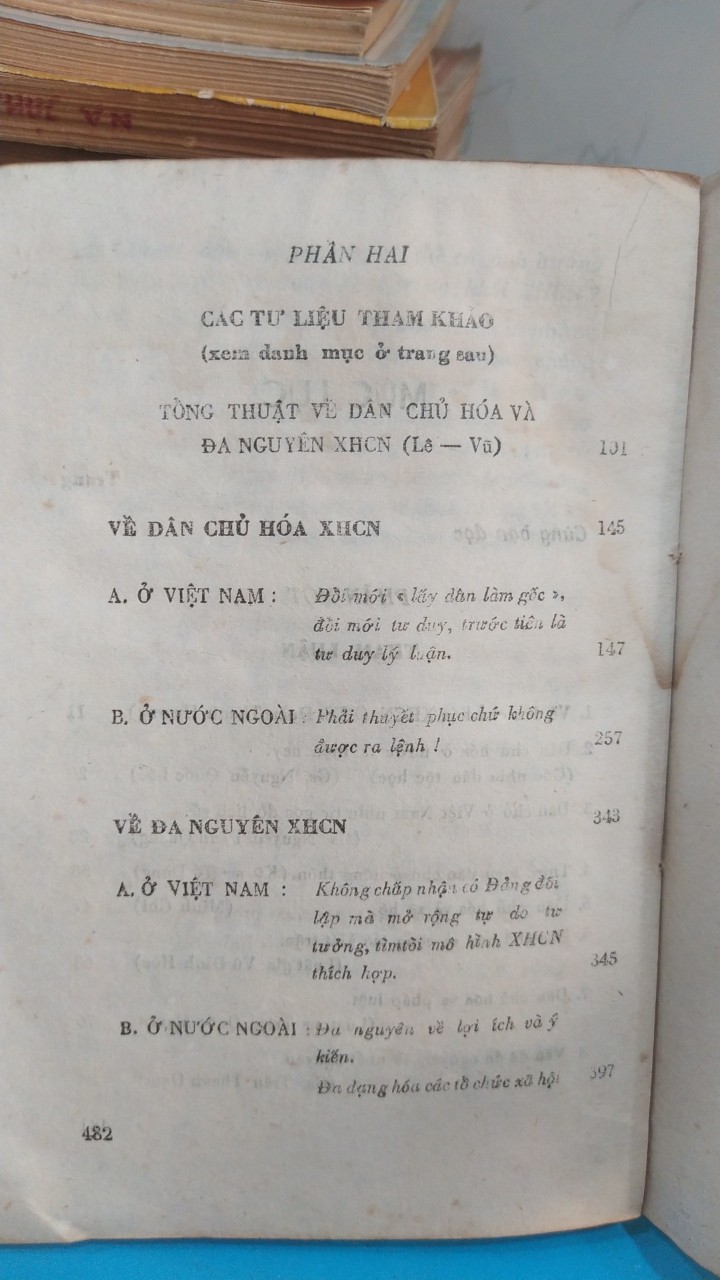 THUẬT VN
PHẦN HAI
CÁC TƯ LIỆU THAM KHẢO
(xem danh mục ở trang sau)
TỔNG THUẬT VỀ DÂN CHỦ HÓA VÀ
ĐA NGUYÊN XHCN (Lê — Vũ) 101
VỀ DÂN CHỦ HÓA XHCN 145
A. Ở VIỆT NAM : Đổi mới « lấy dân làm gốc »,
đổi mới tư duy, trước tiên là
tư duy lý luận. 147
B. Ở NƯỚC NGOÀI : Phải thuyết phục chứ không
được ra lệnh ! 257
VỀ ĐA NGUYÊN XHCN 343
A. Ở VIỆT NAM : Không chấp nhận có Đảng đối
lập mà mở rộng tự do tư
tưởng, tìm tòi mô hình XHCN
thích hợp. 345
B. Ở NƯỚC NGOÀI : Đa nguyên về lợi ích và ý
kiến.
Đa dạng hóa các tổ chức xã hội 397
482